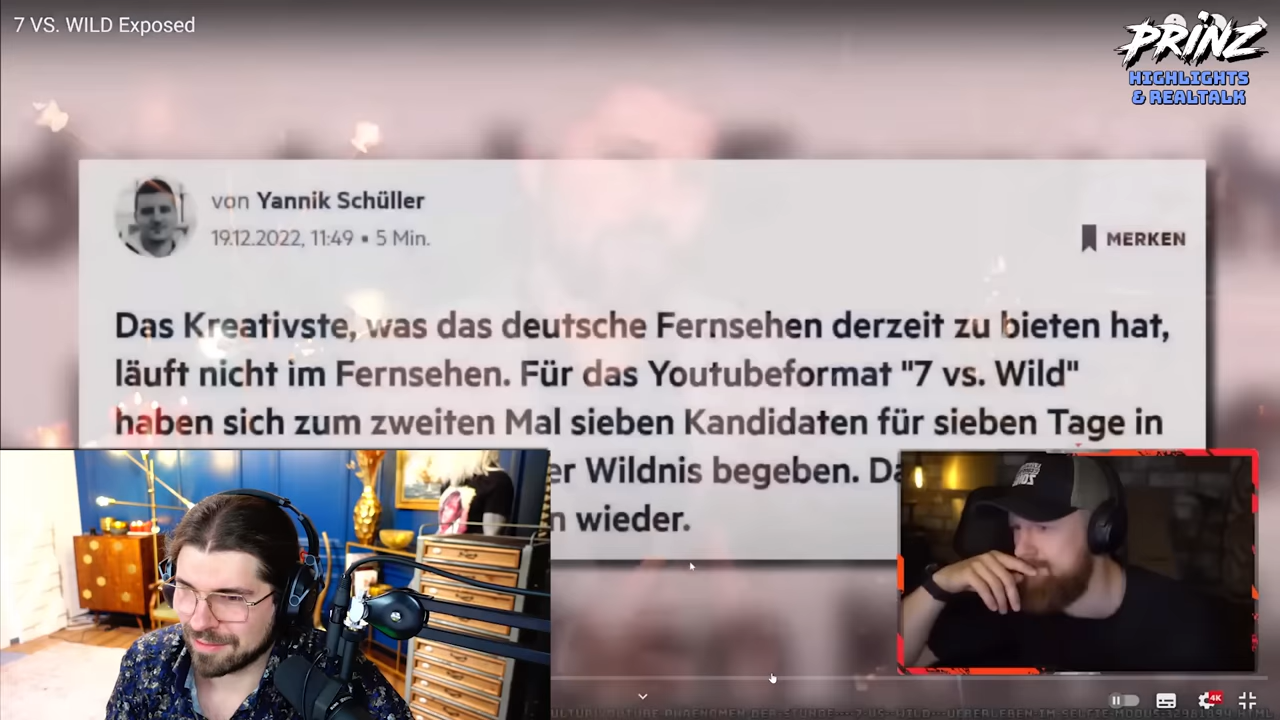 7 VS. WILD Exposed
PRINZ
HIGHLIGHTS
& REALTALK
von Yannik Schüller
19.12.2022, 11:49 • 5 Min.
MERKEN
Das Kreativste, was das deutsche Fernsehen derzeit zu bieten hat,
läuft nicht im Fernsehen. Für das Youtubeformat "7 vs. Wild"
haben sich zum zweiten Mal sieben Kandidaten für sieben Tage in
er Wildnis begeben. Da
n wieder.
4K